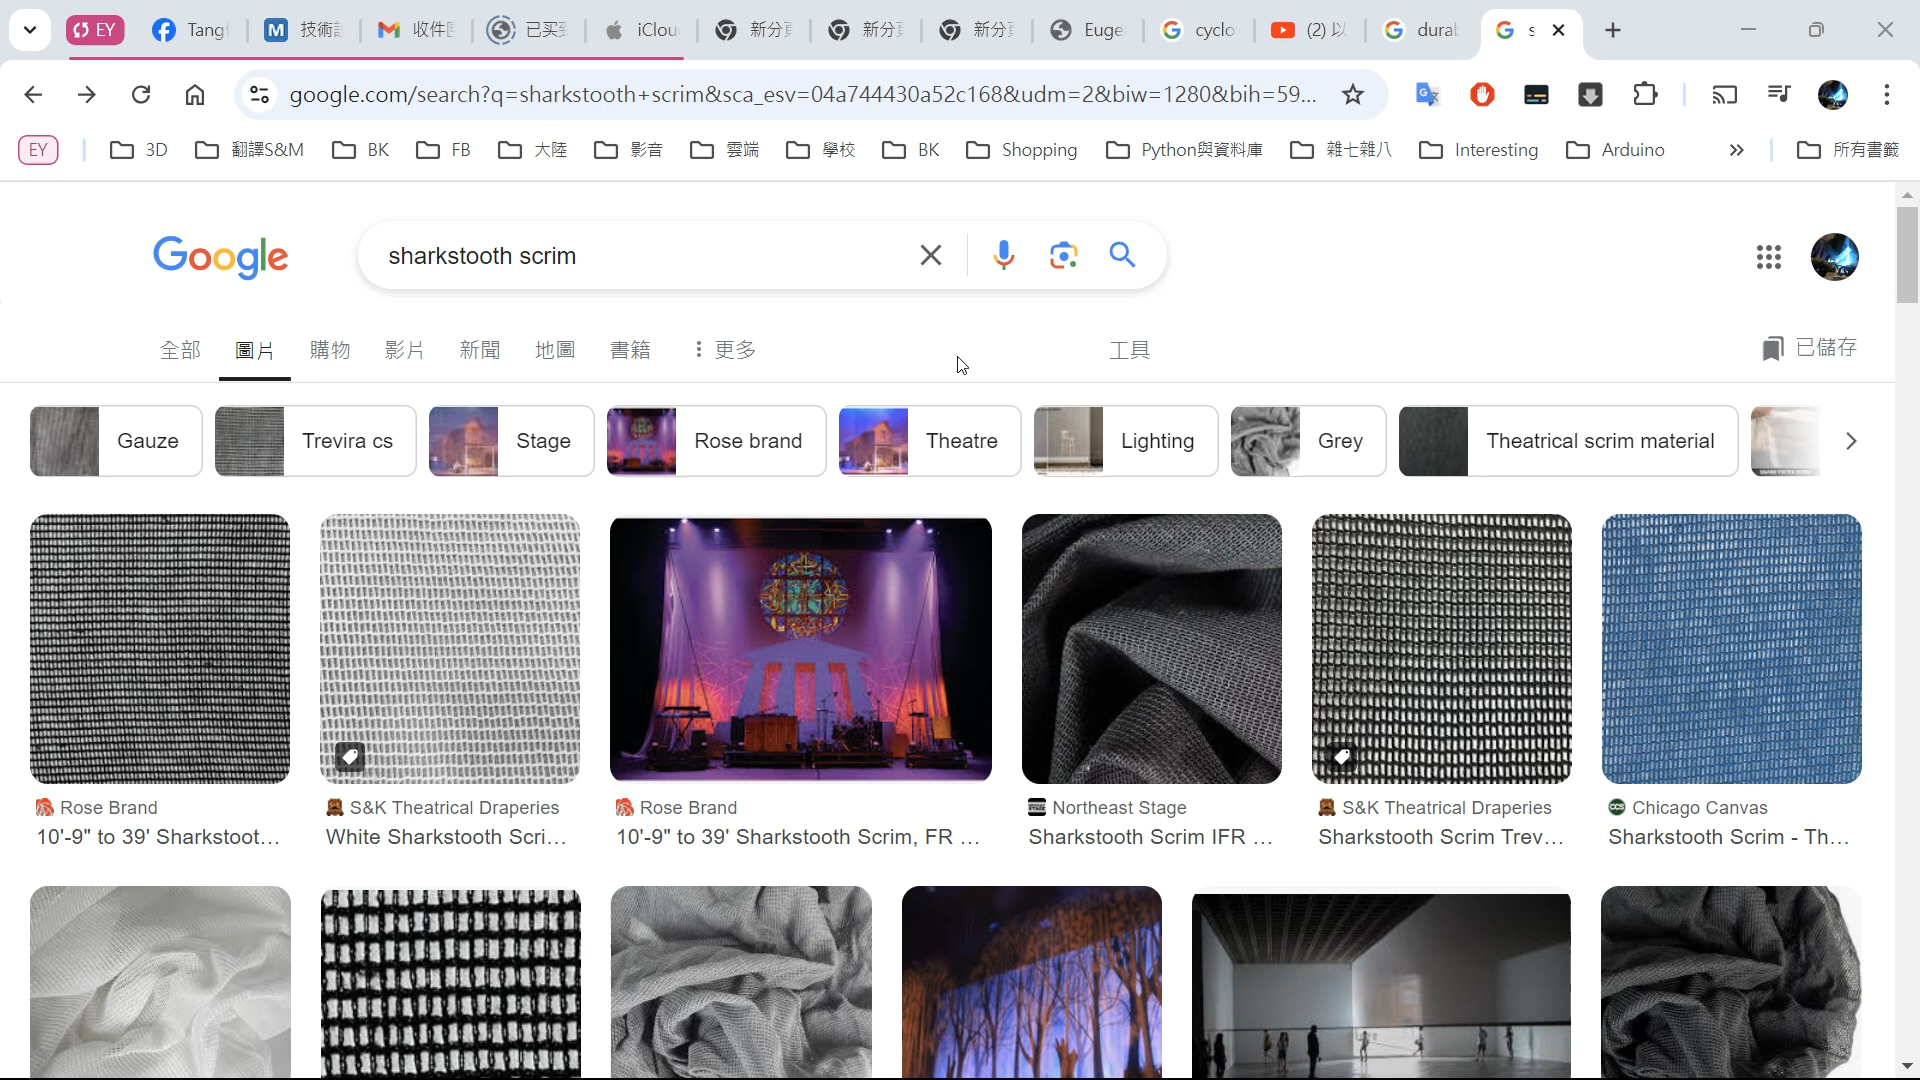 EY
Tang
技術
收件
已买到
iClou
新分頁
新分頁
新分頁
Euge
cyclo
(2) 以
dura
s
google.com/search?q=sharkstooth+scrim&sca_esv=04a744430a52c168&udm=2&biw=1280&bih=59...
EY
3D
翻譯S&M
BK
FB
大陸
影音
雲端
學校
BK
Shopping
Python與資料庫
雜七雜八
Interesting
Arduino
»
所有書籤
Google
sharkstooth scrim
全部
圖片
購物
影片
新聞
地圖
書籍
更多
工具
已儲存
Gauze
Trevira cs
Stage
Rose brand
Theatre
Lighting
Grey
Theatrical scrim material
Rose Brand
10'-9" to 39' Sharkstoot...
S&K Theatrical Draperies
White Sharkstooth Scri...
Rose Brand
10'-9" to 39' Sharkstooth Scrim, FR ...
Northeast Stage
Sharkstooth Scrim IFR ...
S&K Theatrical Draperies
Sharkstooth Scrim Trev...
Chicago Canvas
Sharkstooth Scrim - Th...